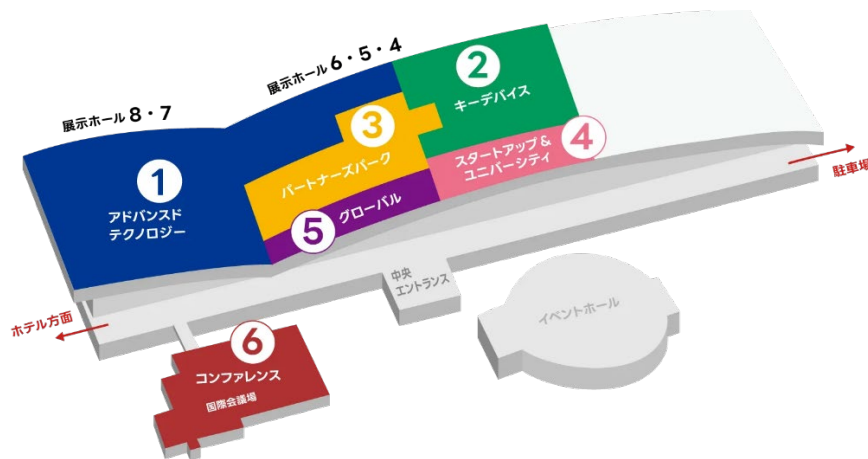 展示ホール 6・5・4
展示ホール 8・7
2
キーデバイス
3
パートナーズパーク
4
スタートアップ&
ユニバーシティ
1
アドバンスド
テクノロジー
5
グローバル
駐車場
中央
エントランス
イベントホール
ホテル方面
6
コンファレンス
国際会議場